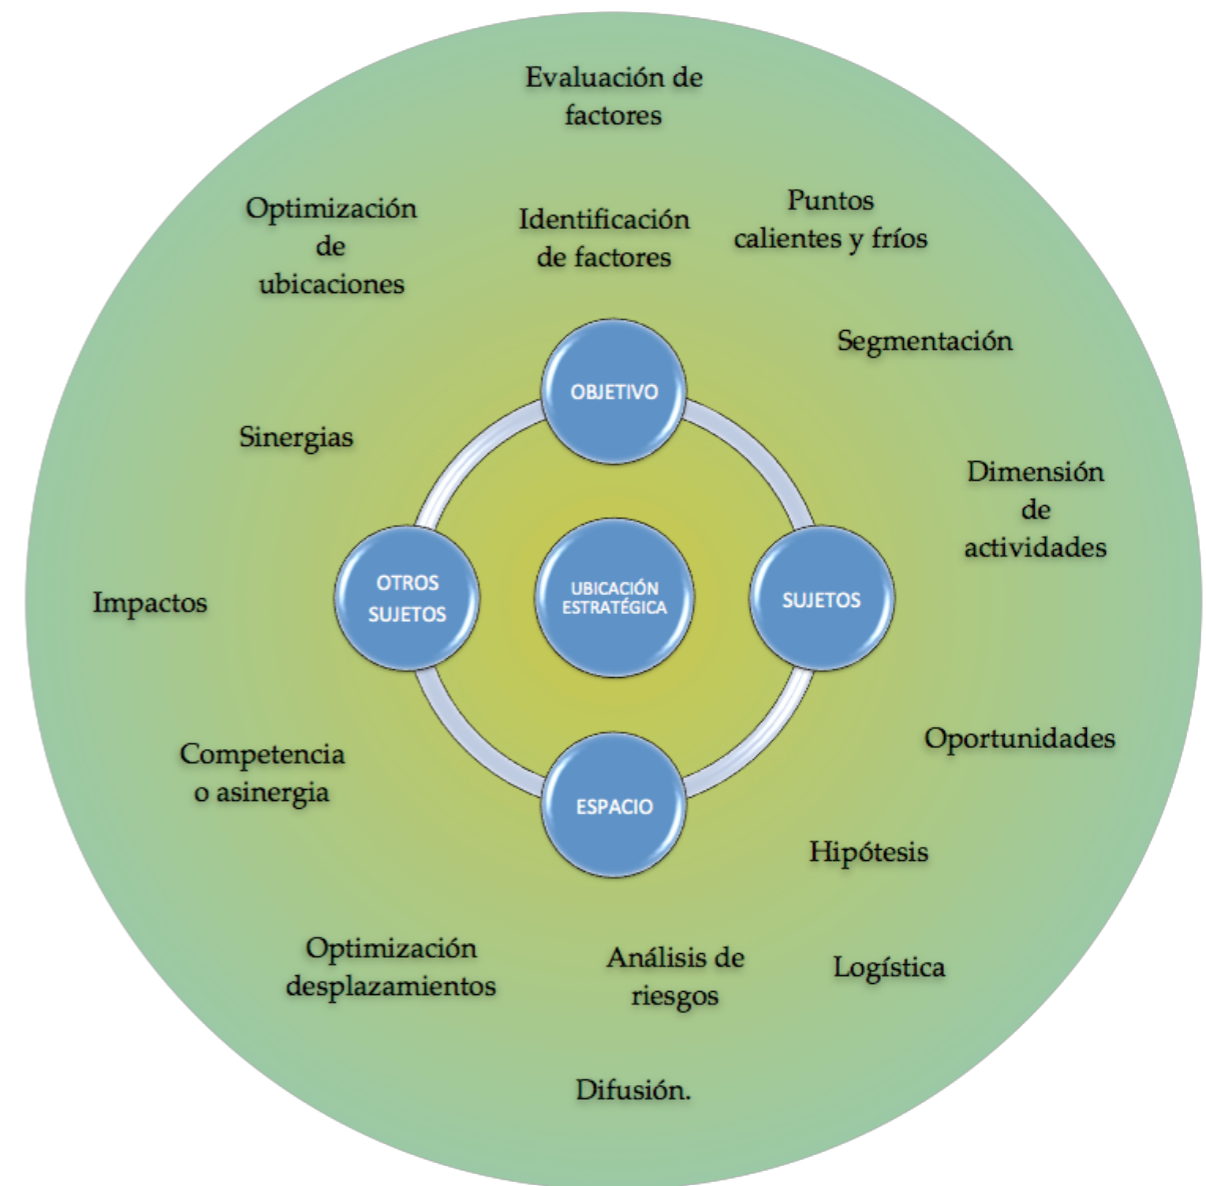 Evaluación de
factores
Optimización
de
ubicaciones
Identificación
de factores
Puntos
calientes y fríos
Segmentación
OBJETIVO
Sinergias
Dimensión
de
actividades
OTROS
SUJETOS
UBICACIÓN
ESTRATÉGICA
SUJETOS
Impactos
Oportunidades
Competencia
o asinergia
ESPACIO
Hipótesis
Optimización
desplazamientos
Análisis de
riesgos
Logística
Difusión.